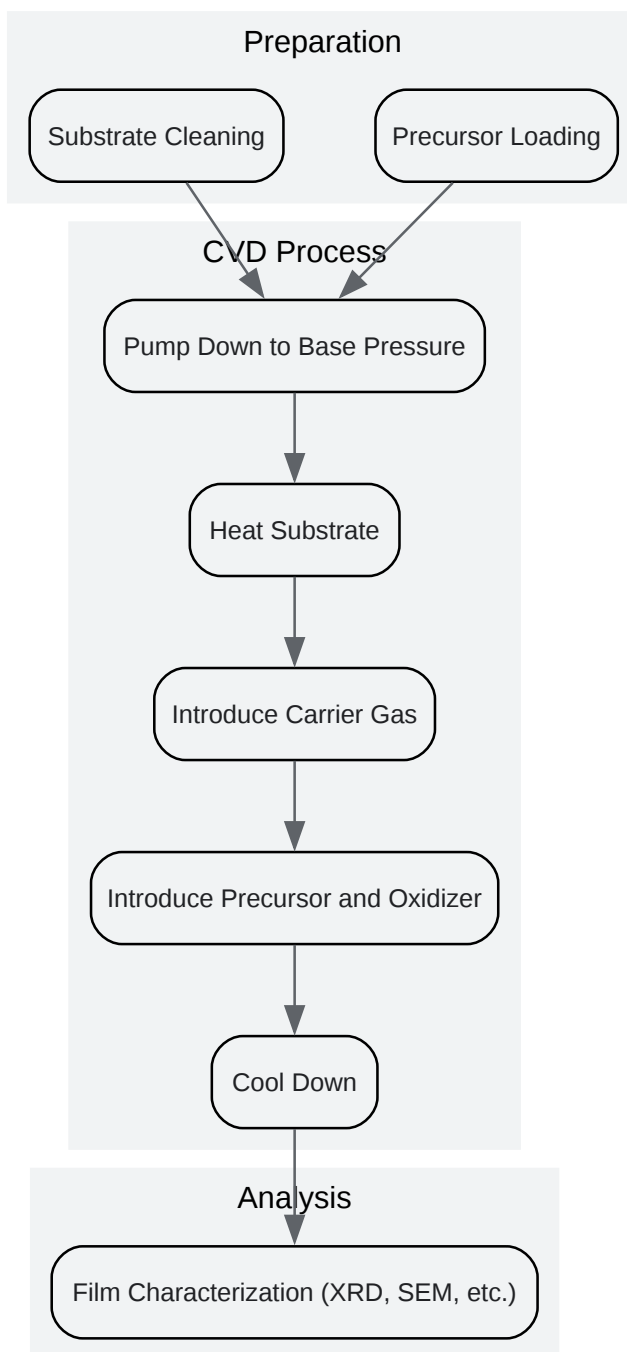 Preparation
Substrate Cleaning
Precursor Loading
CVD Process
Pump Down to Base Pressure
Heat Substrate
Introduce Carrier Gas
Introduce Precursor and Oxidizer
Cool Down
Analysis
Film Characterization (XRD, SEM, etc.)